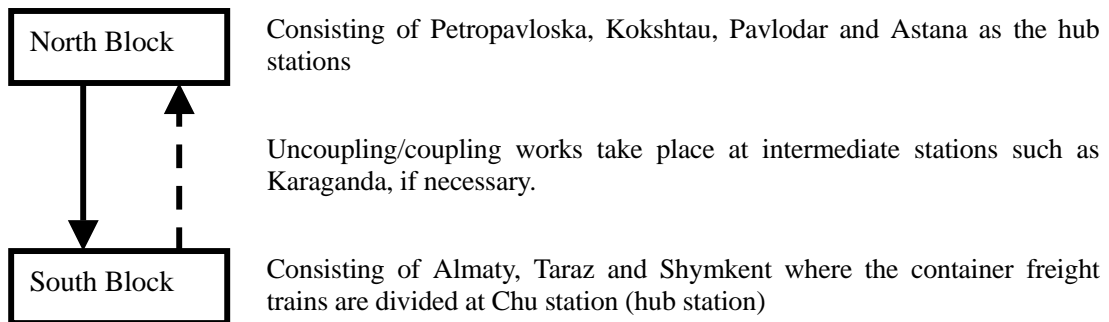 North Block
Consisting of Petropavloska, Kokshtau, Pavlodar and Astana as the hub
stations
Uncoupling/coupling works take place at intermediate stations such as
Karaganda, if necessary.
South Block
Consisting of Almaty, Taraz and Shymkent where the container freight
trains are divided at Chu station (hub station)